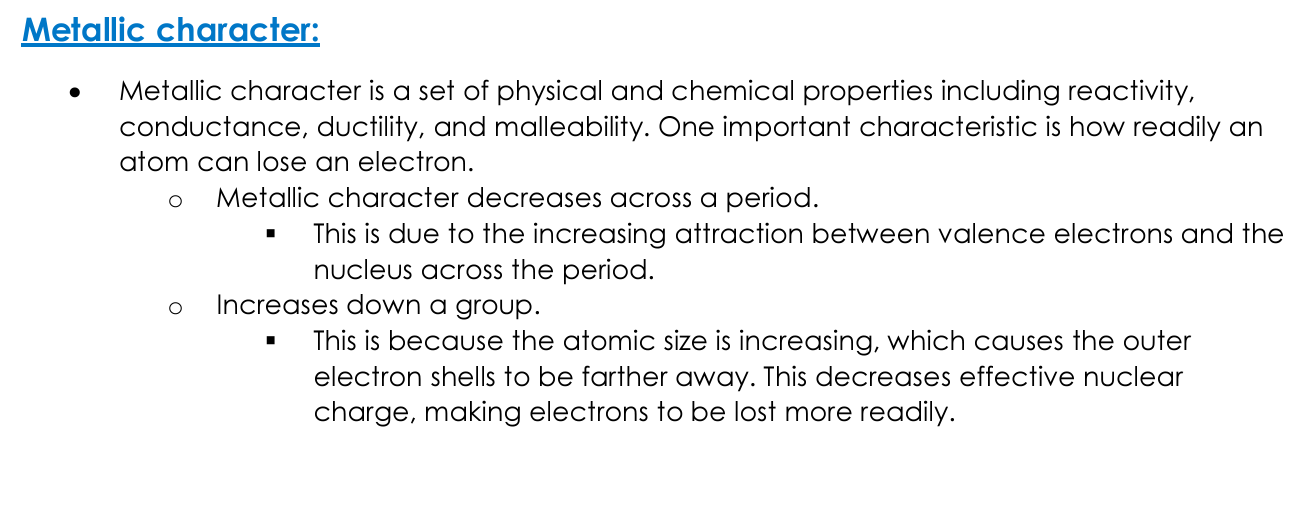 Metallic character:
• Metallic character is a set of physical and chemical properties including reactivity,
conductance, ductility, and malleability. One important characteristic is how readily an
atom can lose an electron.
o Metallic character decreases across a period.
▪ This is due to the increasing attraction between valence electrons and the
nucleus across the period.
o Increases down a group.
▪ This is because the atomic size is increasing, which causes the outer
electron shells to be farther away. This decreases effective nuclear
charge, making electrons to be lost more readily.